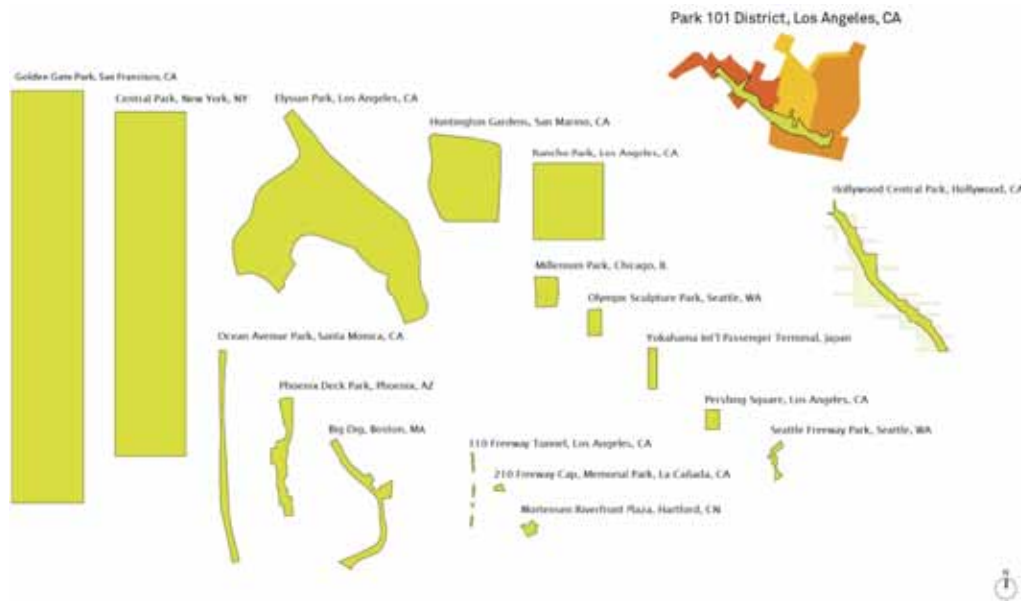 Park 101 District, Los Angeles, CA
Golden Gate Park, San Francisco, CA
Central Park, New York, NY
Elysian Park, Los Angeles, CA
Huntington Gardens, San Marino, CA
Rancho Park, Los Angeles, CA
Hollywood Central Park, Hollywood, CA
Millenium Park, Chicago, IL
Olympic Sculpture Park, Seattle, WA
Ocean Avenue Park, Santa Monica, CA
Yokahama Int'l Passenger Terminal, Japan
Phoenix Deck Park, Phoenix, AZ
Pershing Square, Los Angeles, CA
Big Dig, Boston, MA
Seattle Freeway Park, Seattle, WA
110 Freeway Tunnel, Los Angeles, CA
210 Freeway Cap, Memorial Park, La Cañada, CA
Mortensen Riverfront Plaza, Hartford, CN
N